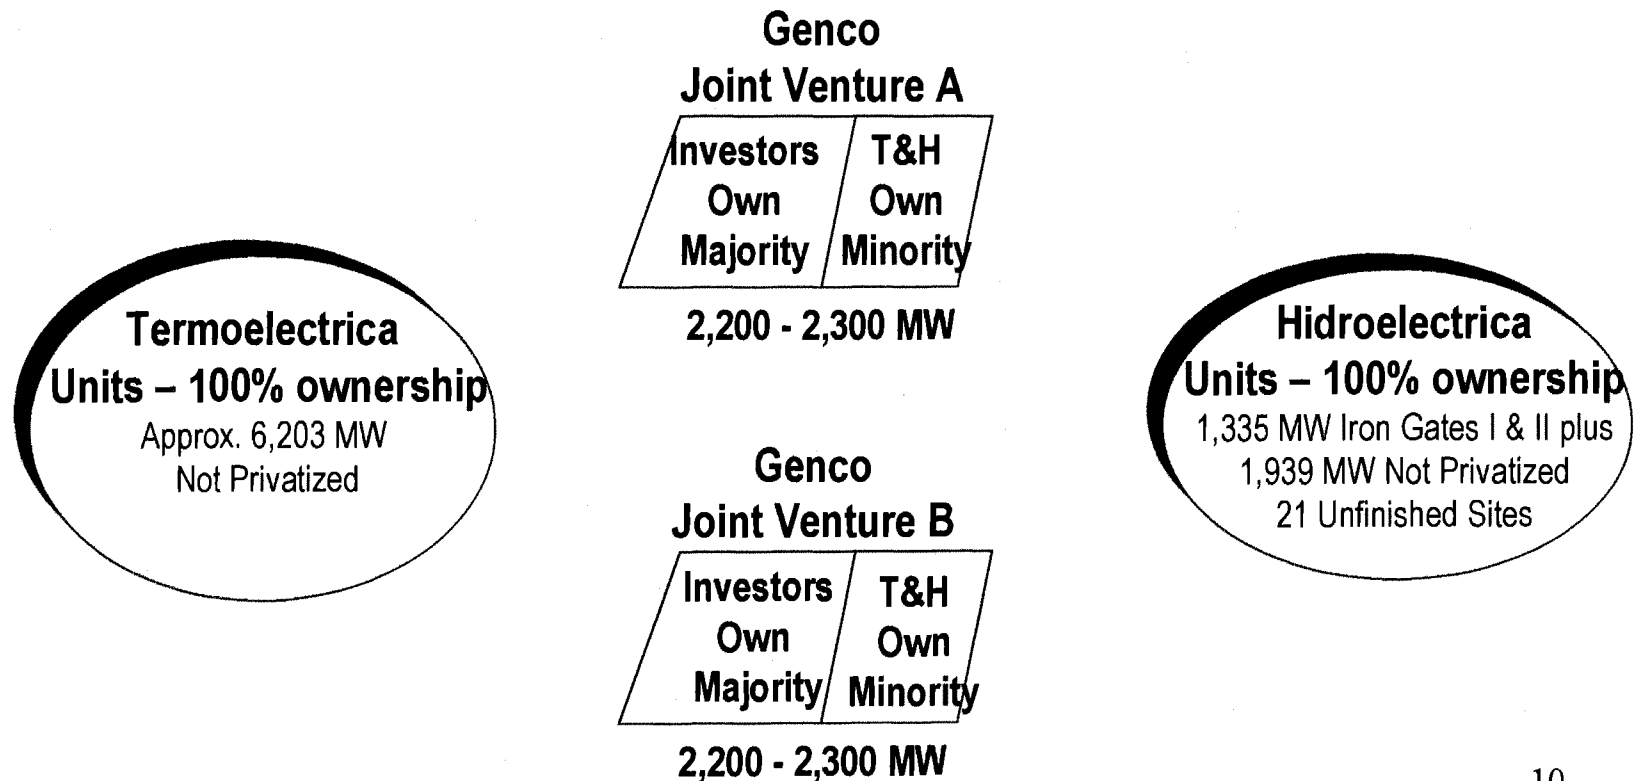 Genco
Joint Venture A
Investors
Own
Majority
T&H
Own
Minority
2,200 - 2,300 MW
Termoelectrica
Units – 100% ownership
Approx. 6,203 MW
Not Privatized
Hidroelectrica
Units – 100% ownership
1,335 MW Iron Gates I & II plus
1,939 MW Not Privatized
21 Unfinished Sites
Genco
Joint Venture B
Investors
Own
Majority
T&H
Own
Minority
2,200 - 2,300 MW
10